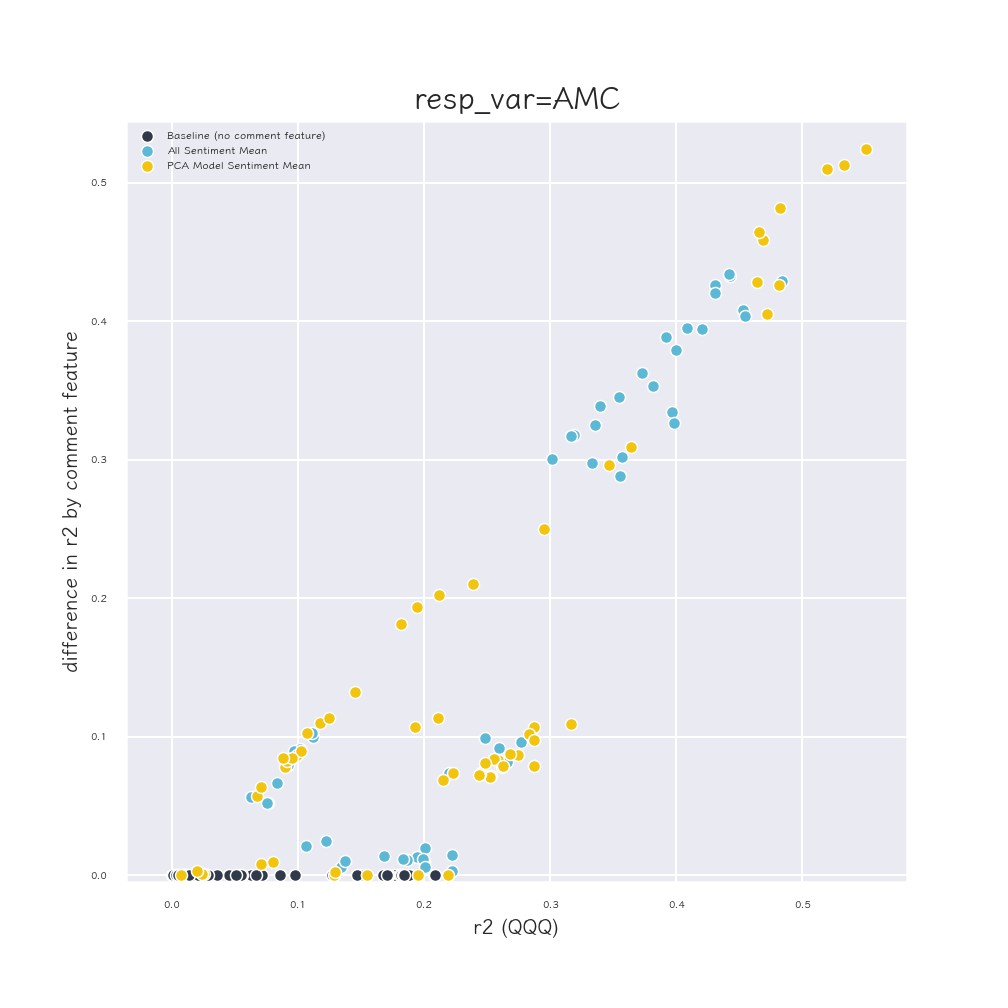 resp_var=AMC
Baseline (no comment feature)
All Sentiment Mean
PCA Model Sentiment Mean
difference in r2 by comment feature
0.5
0.4
0.3
0.2
0.1
0.0
0.0 0.1 0.2 0.3 0.4 0.5
r2 (QQQ)